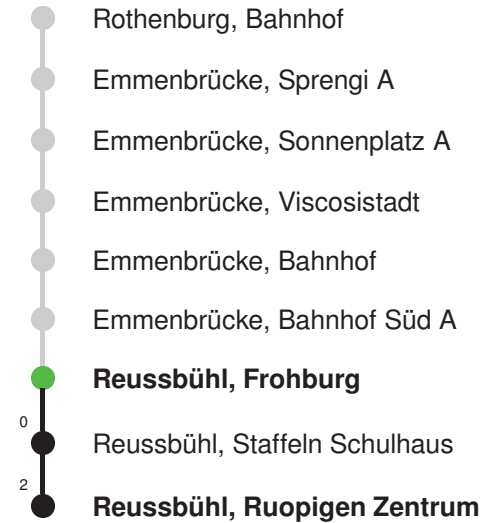 Rothenburg, Bahnhof
Emmenbrücke, Sprengi A
Emmenbrücke, Sonnenplatz A
Emmenbrücke, Viscosistadt
Emmenbrücke, Bahnhof
Emmenbrücke, Bahnhof Süd A
Reussbühl, Frohburg
0
Reussbühl, Staffeln Schulhaus
2
Reussbühl, Ruopigen Zentrum